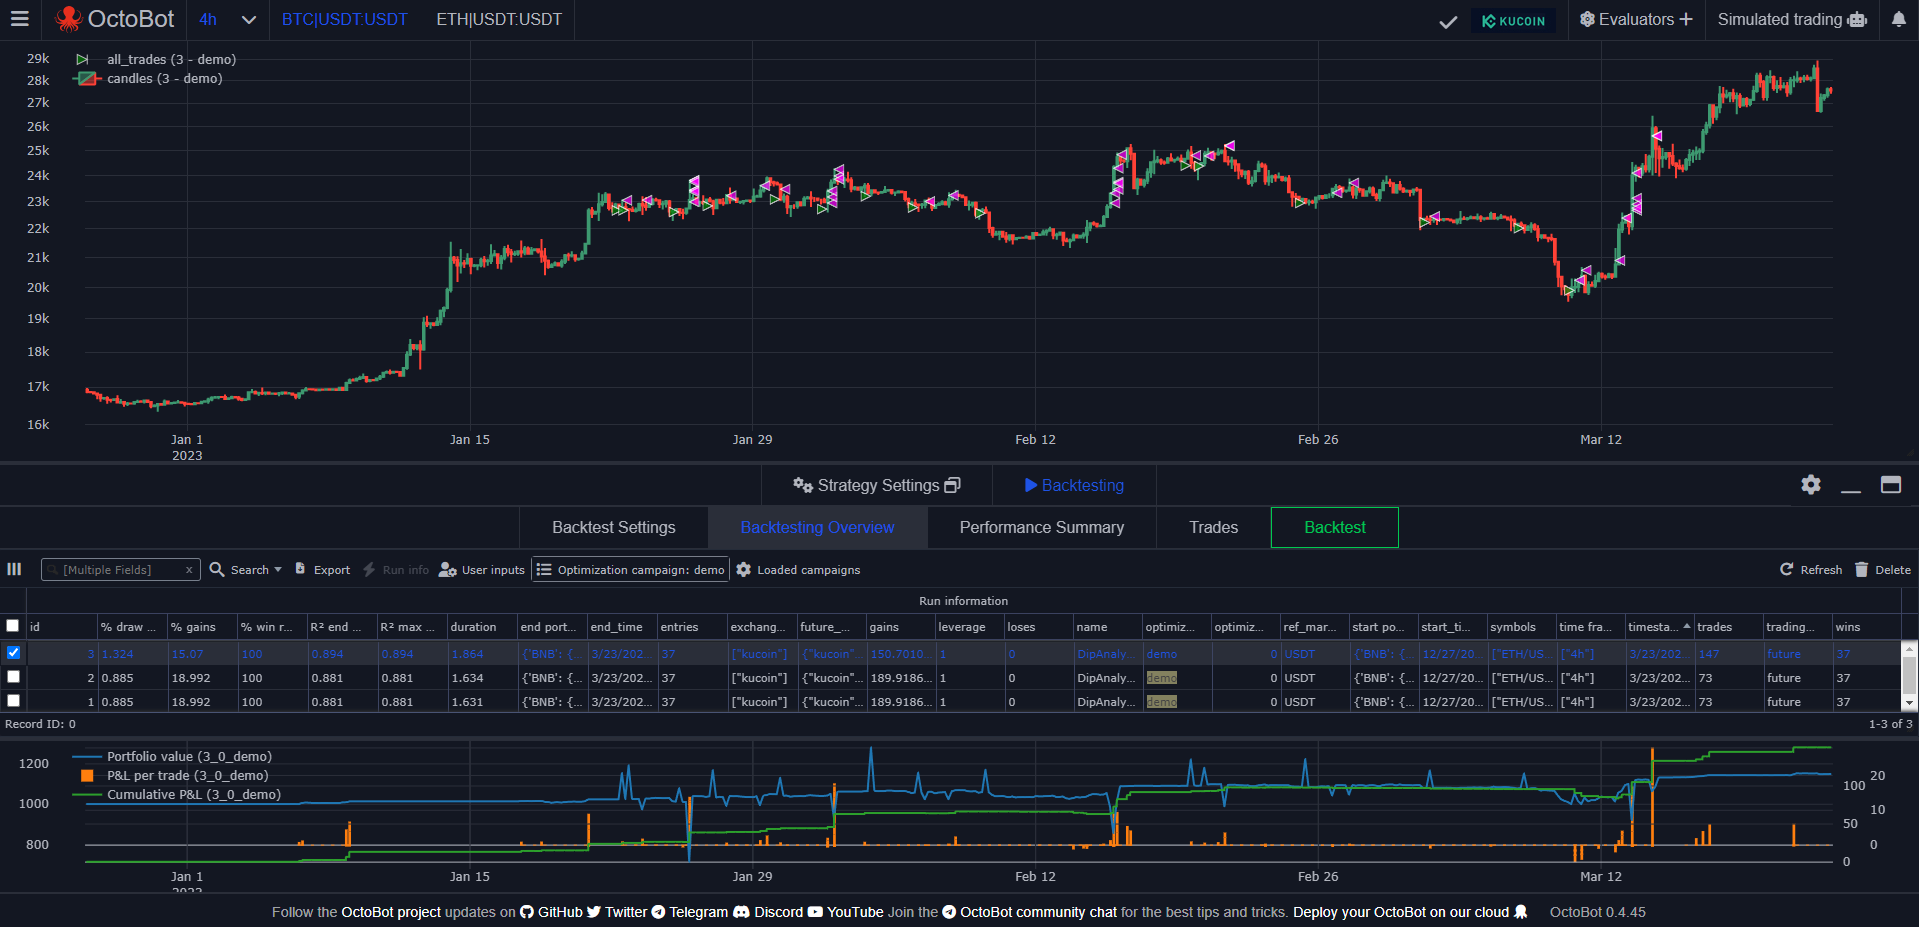 OctoBot 4h BTC|USDT:USDT ETH|USDT:USDT KUCOIN Evaluators Simulated trading
29k
28k
27k
26k
25k
24k
23k
22k
21k
20k
19k
18k
17k
16k
all_trades (3 - demo)
candles (3 - demo)
Jan 1 Jan 15 Jan 29 Feb 12 Feb 26 Mar 12
2023
Strategy Settings Backtesting
Backtest Settings Backtesting Overview Performance Summary Trades Backtest
[Multiple Fields] x Search Export Run info User inputs Optimization campaign: demo Loaded campaigns Refresh Delete
Run information
id % draw ... % gains % win r... R² end ... R² max ... duration end port... end_time entries exchang... future_... gains leverage loses name optimiz... optimiz... ref_mar... start po... start_ti... symbols time fra... timesta... trades trading... wins
3 1.324 15.07 100 0.894 0.894 1.864 {'BNB': {... 3/23/202... 37 ["kucoin"] {"kucoin"... 150.7010... 1 0 DipAnaly... demo 0 USDT {'BNB': {... 12/27/20... ["ETH/US... ["4h"] 3/23/202... 147 future 37
2 0.885 18.992 100 0.881 0.881 1.634 {'BNB': {... 3/23/202... 37 ["kucoin"] {"kucoin"... 189.9186... 1 0 DipAnaly... demo 0 USDT {'BNB': {... 12/27/20... ["ETH/US... ["4h"] 3/23/202... 73 future 37
1 0.885 18.992 100 0.881 0.881 1.631 {'BNB': {... 3/23/202... 37 ["kucoin"] {"kucoin"... 189.9186... 1 0 DipAnaly... demo 0 USDT {'BNB': {... 12/27/20... ["ETH/US... ["4h"] 3/23/202... 73 future 37
Record ID: 0 1-3 of 3
Portfolio value (3_0_demo)
P&L per trade (3_0_demo)
Cumulative P&L (3_0_demo)
1200
1000
800
20
100
10
50
0
0
Jan 1 Jan 15 Jan 29 Feb 12 Feb 26 Mar 12
2023
Follow the OctoBot project updates on GitHub Twitter Telegram Discord YouTube Join the OctoBot community chat for the best tips and tricks. Deploy your OctoBot on our cloud OctoBot 0.4.45